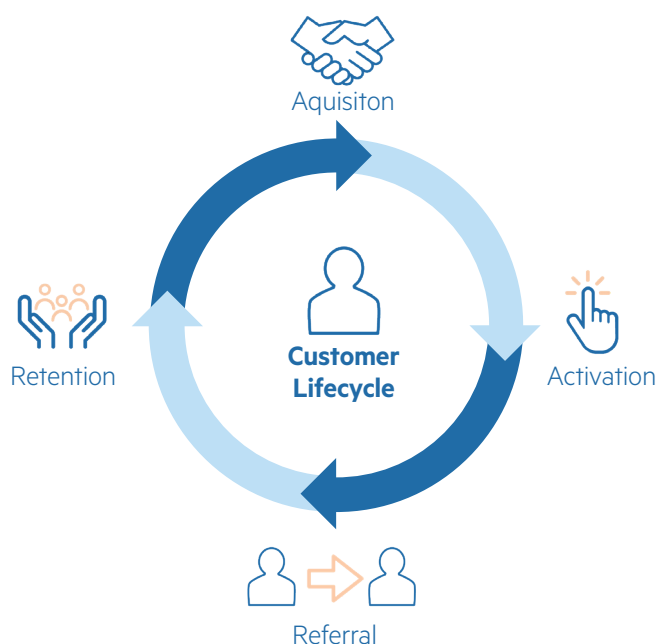 Aquisiton
Retention
Customer
Lifecycle
Activation
Referral